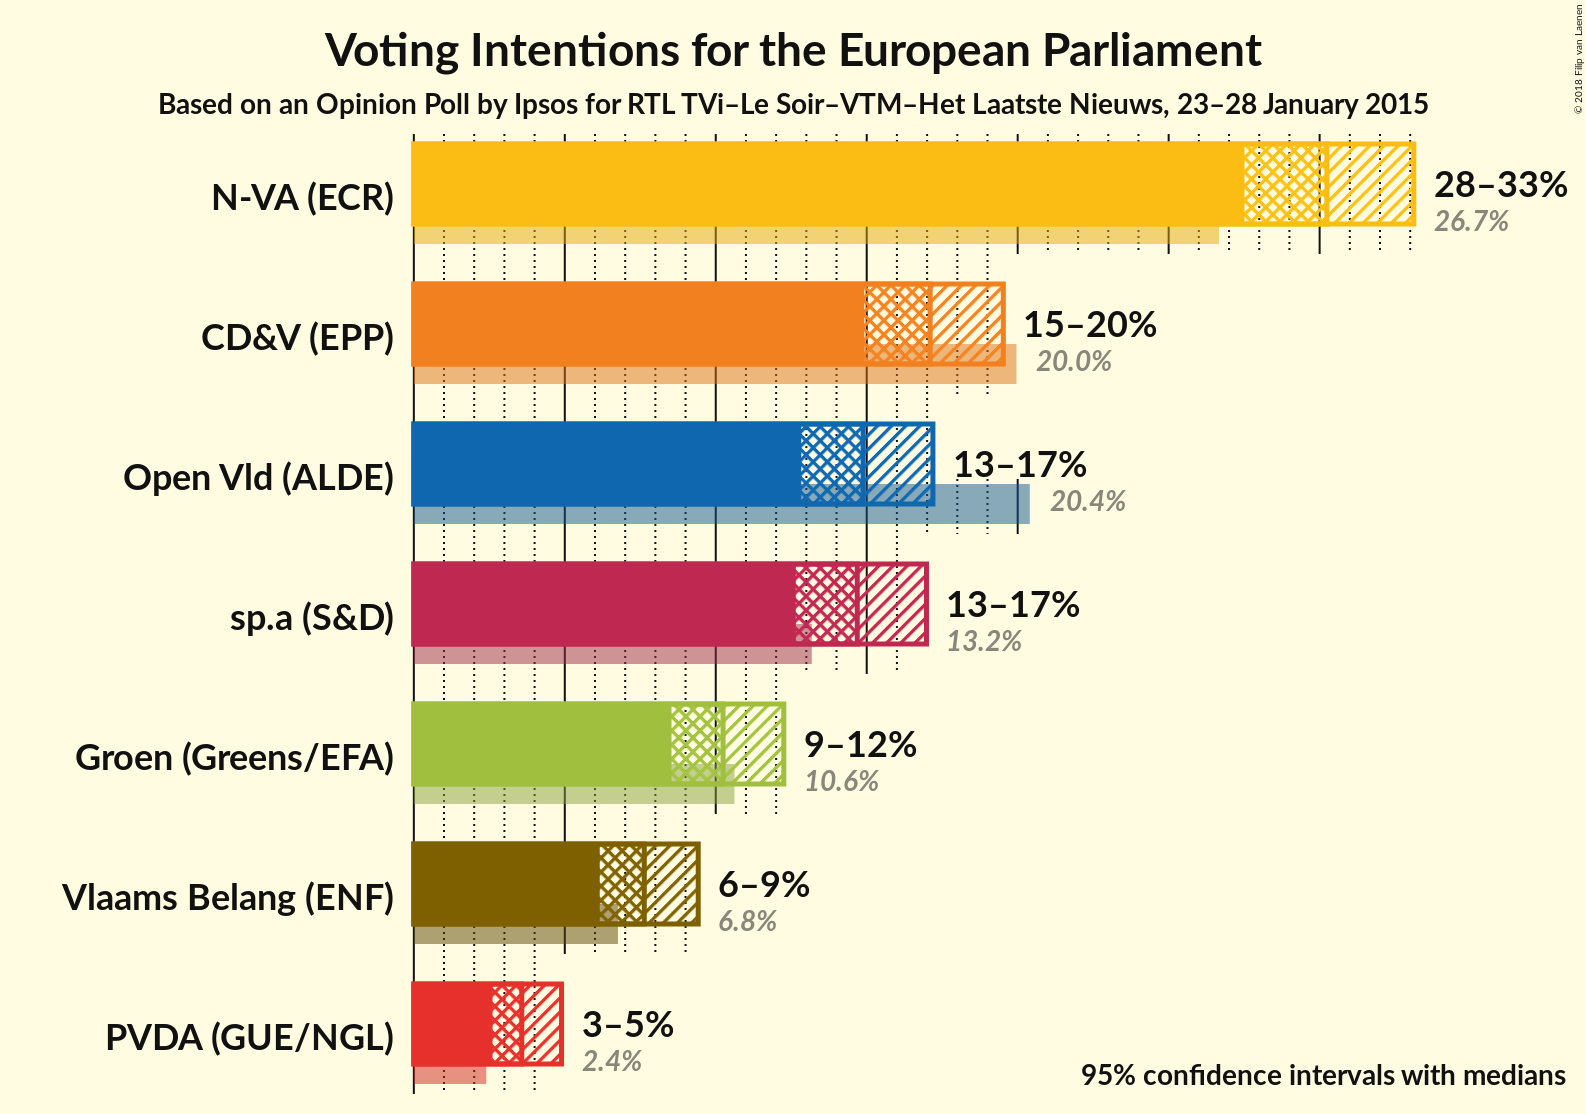 Voting Intentions for the European Parliament
Based on an Opinion Poll by Ipsos for RTL TVi–Le Soir–VTM–Het Laatste Nieuws, 23–28 January 2015
© 2018 Filip van Laenen
N-VA (ECR)
28–33%
26.7%
CD&V (EPP)
15–20%
20.0%
Open Vld (ALDE)
13–17%
20.4%
sp.a (S&D)
13–17%
13.2%
Groen (Greens/EFA)
9–12%
10.6%
Vlaams Belang (ENF)
6–9%
6.8%
PVDA (GUE/NGL)
3–5%
2.4%
95% confidence intervals with medians